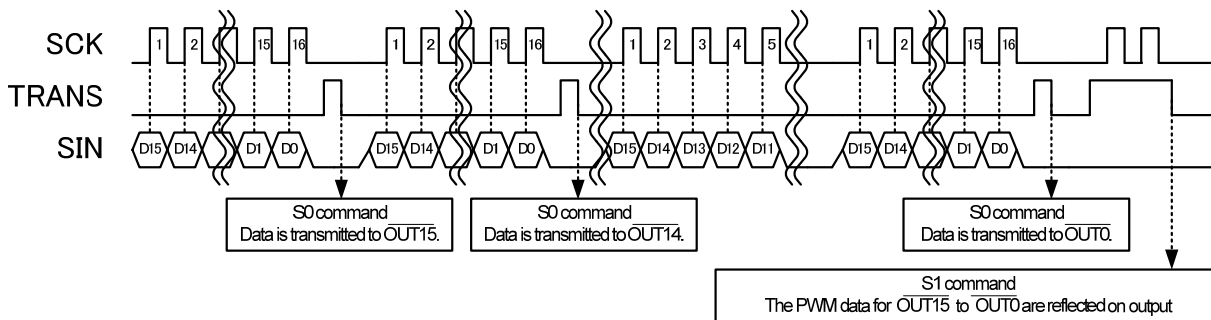 SCK 1 2 15 16 1 2 15 16 1 2 3 4 5 1 2 15 16
TRANS
SIN D15 D14 D1 D0 D15 D14 D1 D0 D15 D14 D13 D12 D11 D15 D14 D1 D0
S0 command
Data is transmitted to OUT15.
S0 command
Data is transmitted to OUT14.
S0 command
Data is transmitted to OUT0.
S1 command
The PWM data for OUT15 to OUT0 are reflected on output